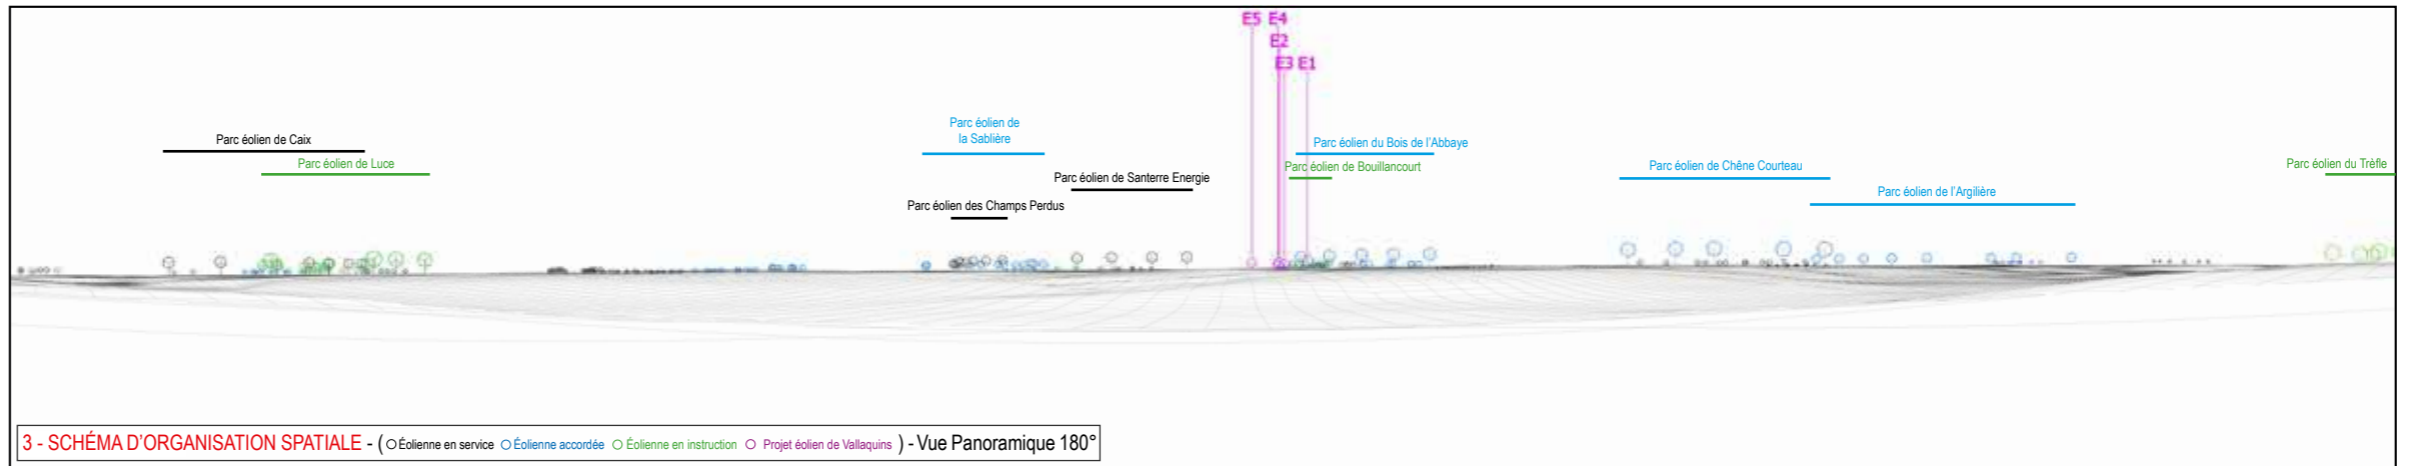 E5 E4
E2
E3 E1
Parc éolien de Caix
Parc éolien de Luce
Parc éolien de
la Sablière
Parc éolien de Santerre Energie
Parc éolien des Champs Perdus
Parc éolien du Bois de l'Abbaye
Parc éolien de Bouillancourt
Parc éolien de Chêne Courteau
Parc éolien de l'Argilière
Parc éolien du Trèfle
3 - SCHÉMA D'ORGANISATION SPATIALE - ( Éolienne en service Éolienne accordée Éolienne en instruction Projet éolien de Vallaquins ) - Vue Panoramique 180°